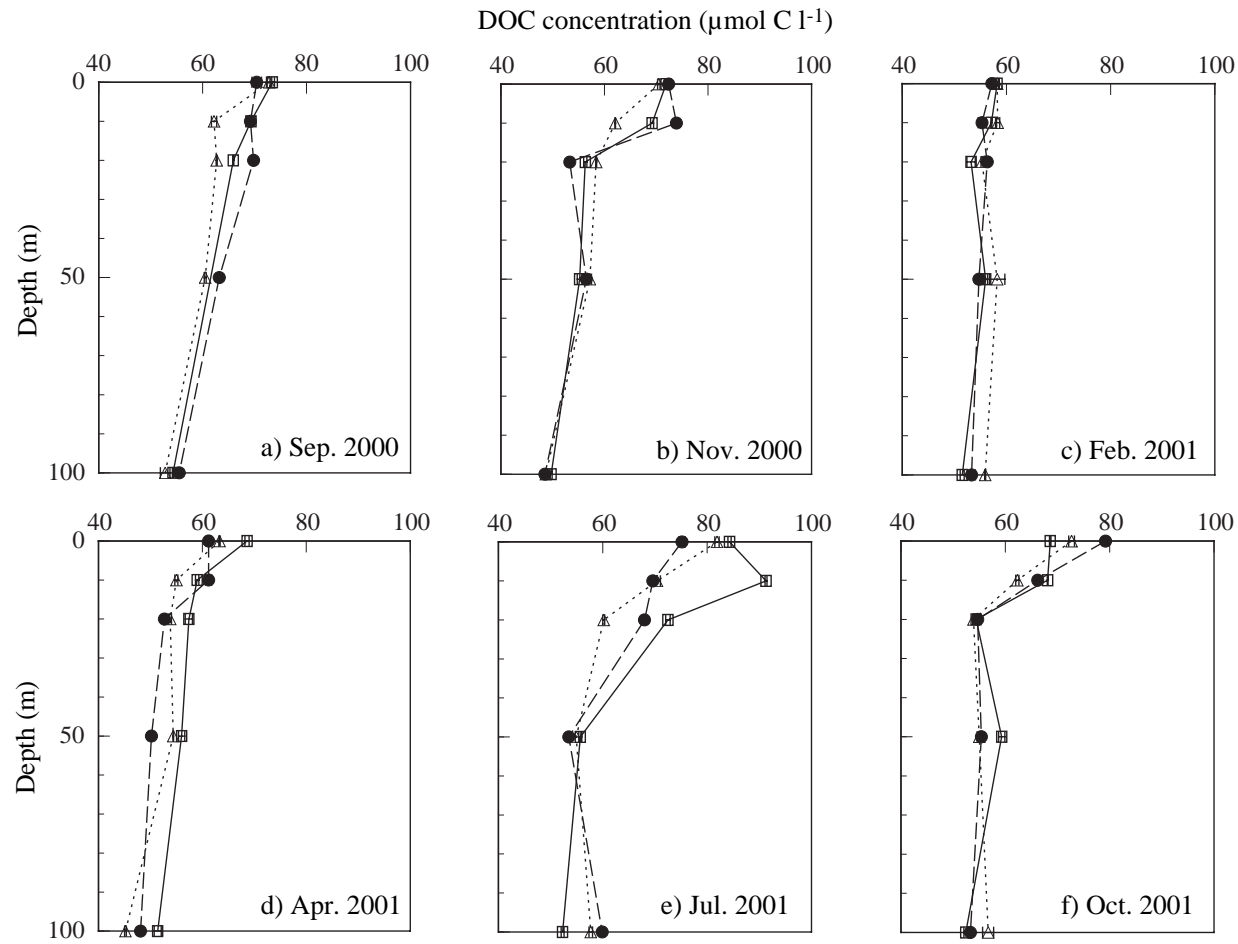 DOC concentration (µmol C l-1)
40 60 80 100 40 60 80 100 40 60 80 100
0
50
100
Depth (m)
a) Sep. 2000 b) Nov. 2000 c) Feb. 2001
40 60 80 100 40 60 80 100 40 60 80 100
0
50
100
Depth (m)
d) Apr. 2001 e) Jul. 2001 f) Oct. 2001